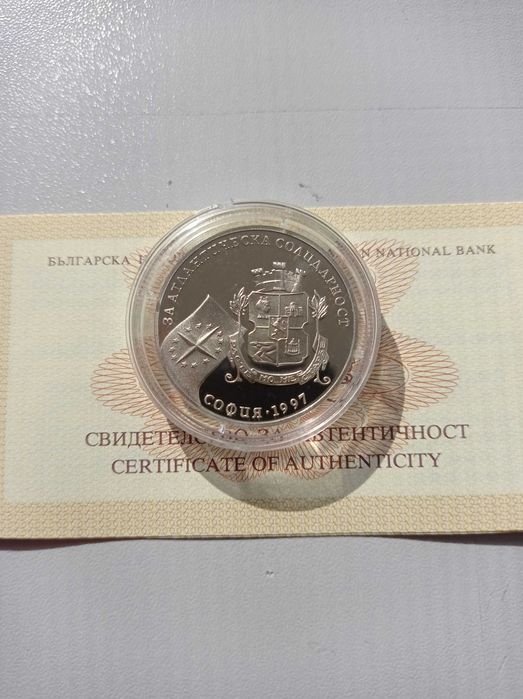 БЪЛГАРСКА
NATIONAL BANK
ЗА АТЛАНТИЧЕСКА СОЛИДАРНОСТ
СОФИЯ · 1997
СВИДЕТЕЛСТВО ЗА АВТЕНТИЧНОСТ
CERTIFICATE OF AUTHENTICITY